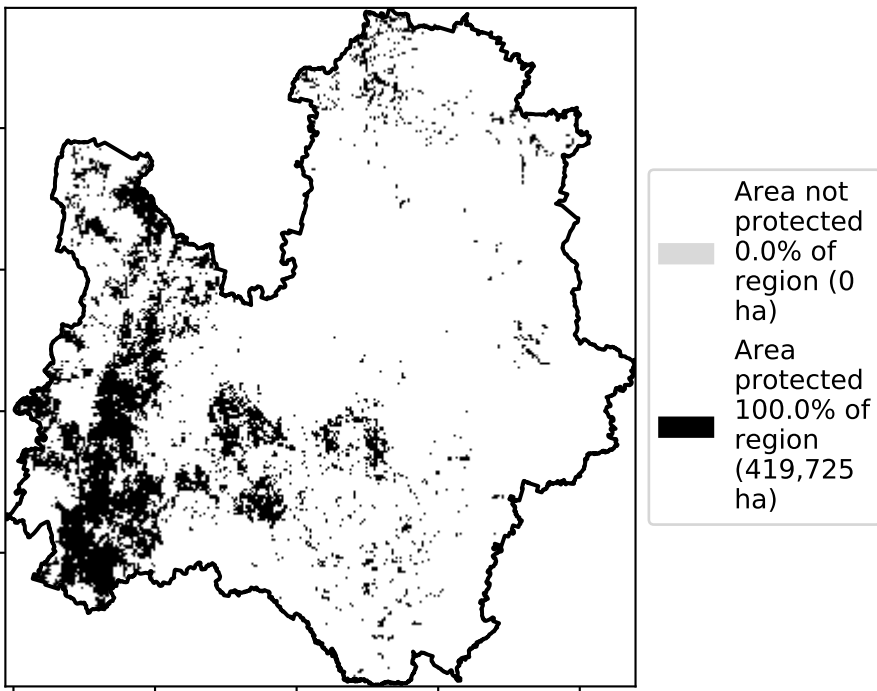 Area not
protected
0.0% of
region (0
ha)
Area
protected
100.0% of
region
(419,725
ha)